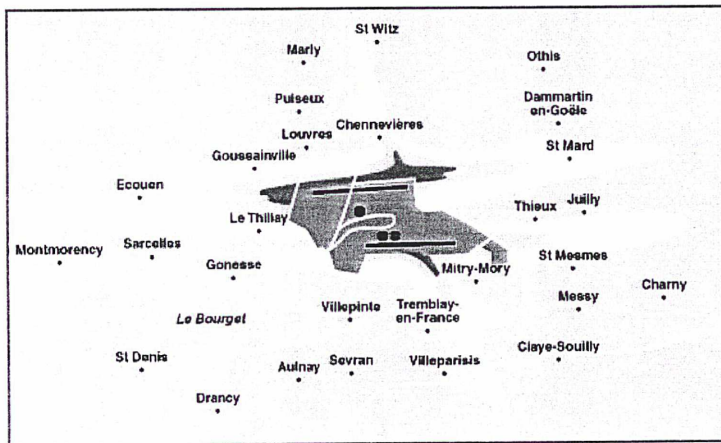 St Witz
Marly
Othis
Puiseux
Dammartin
en-Goële
Louvres
Chennevières
St Mard
Goussainville
Ecouen
Le Thillay
Thieux
Juilly
Montmorency
Sarcelles
Gonesse
Mitry-Mory
St Mesmes
Charny
Le Bourget
Villepinte
Tremblay-
en-France
Messy
St Denis
Aulnay
Sevran
Villeparisis
Claye-Souilly
Drancy